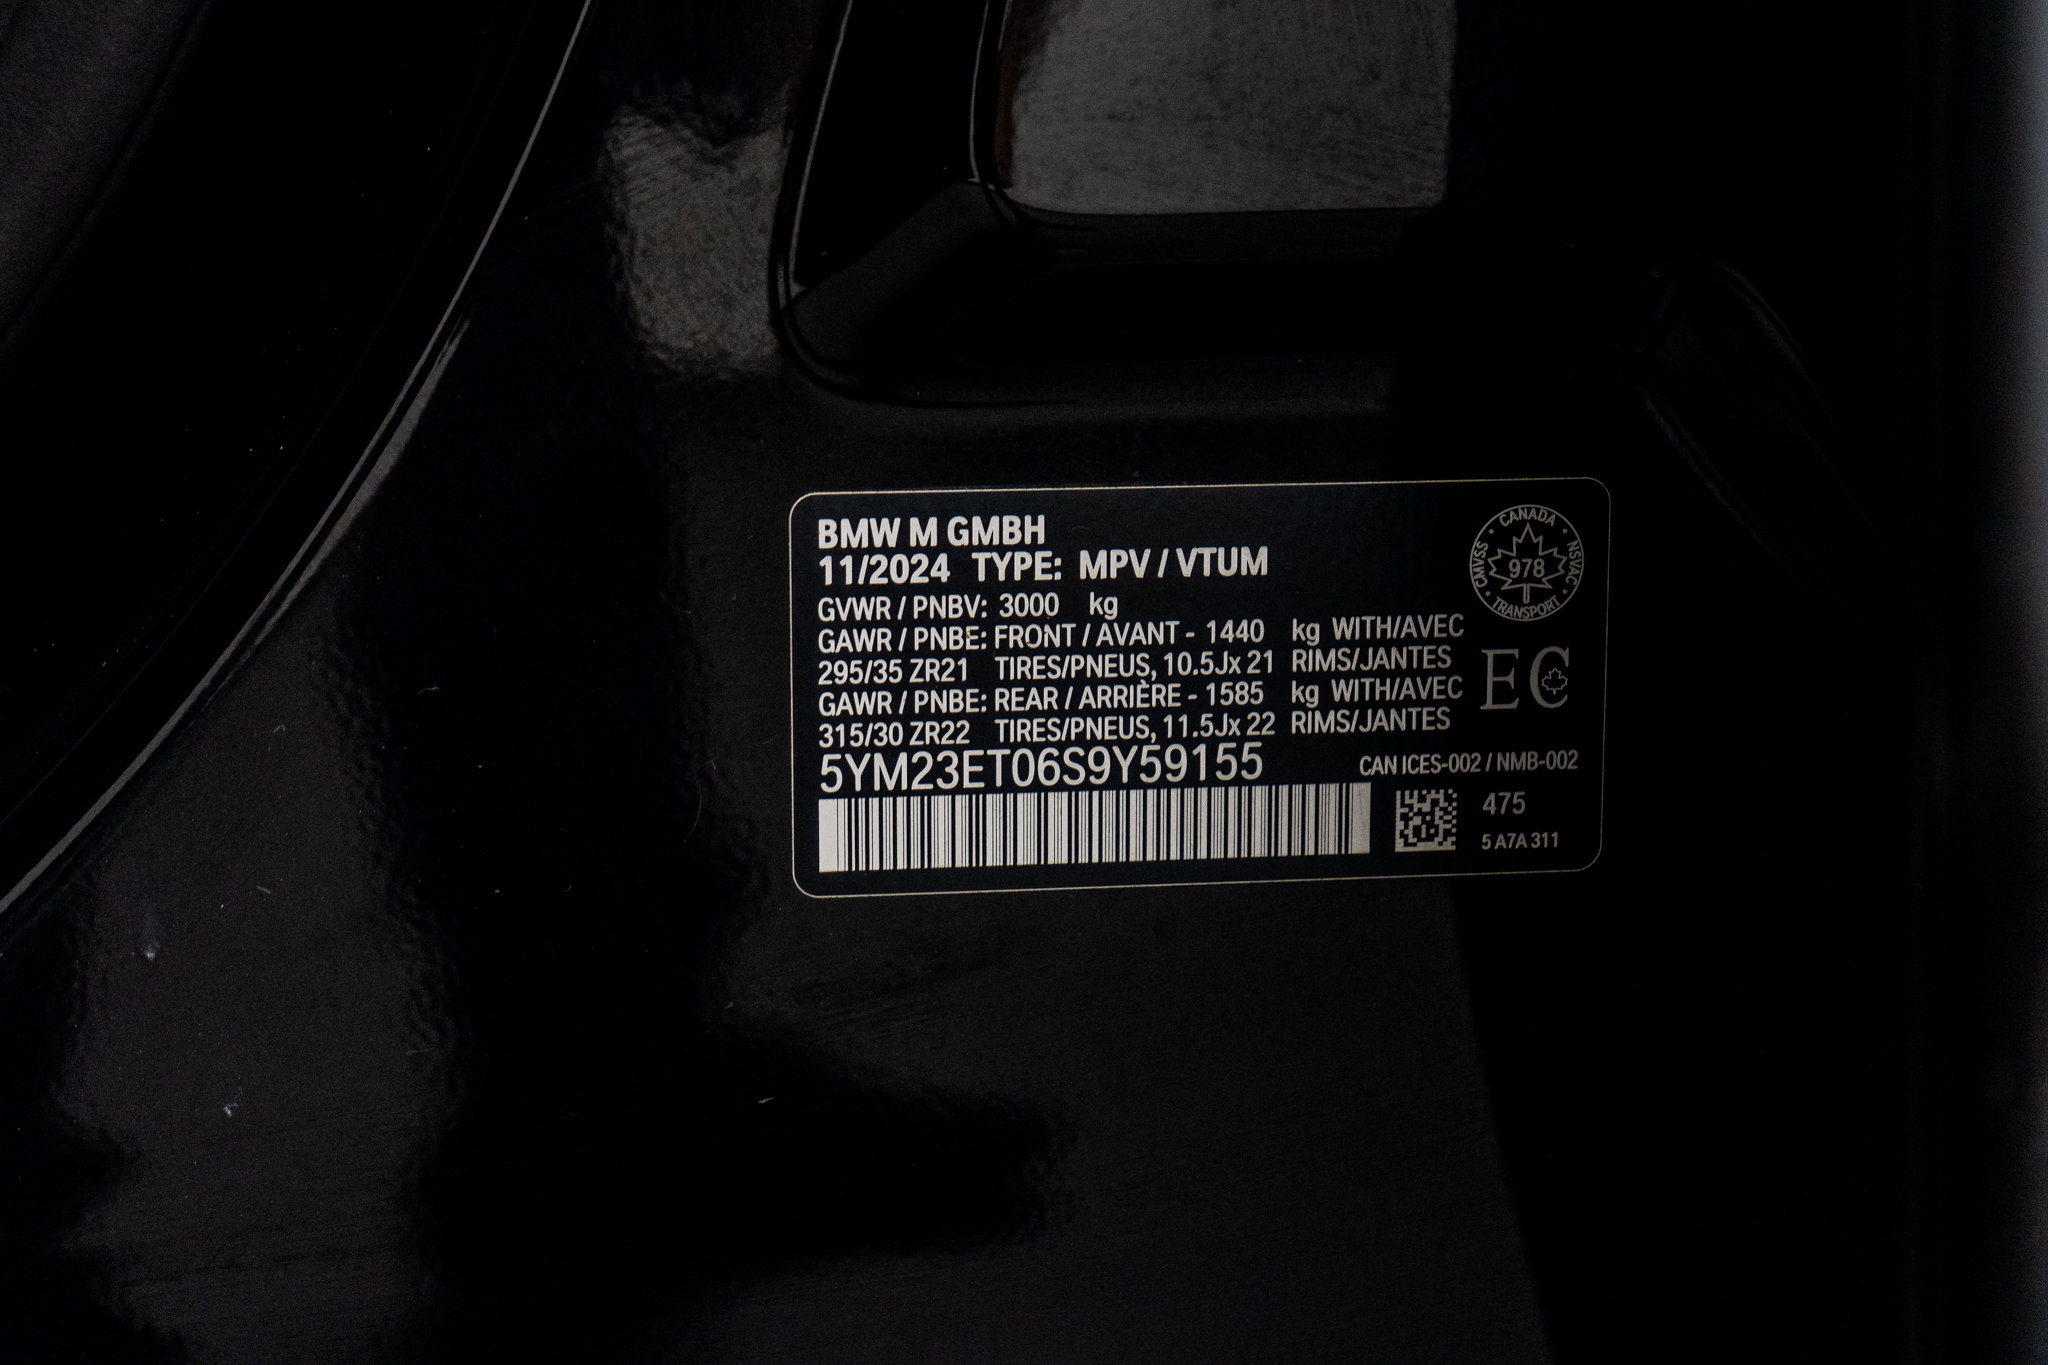 BMW M GMBH
11/2024 TYPE: MPV / VTUM
GVWR / PNBV: 3000 kg
GAWR / PNBE: FRONT / AVANT - 1440 kg WITH/AVEC
295/35 ZR21 TIRES/PNEUS, 10.5Jx 21 RIMS/JANTES
GAWR / PNBE: REAR / ARRIÈRE - 1585 kg WITH/AVEC
315/30 ZR22 TIRES/PNEUS, 11.5Jx 22 RIMS/JANTES
5YM23ET06S9Y59155
CANADA
CMVSS 978 NSVAC
TRANSPORT
EC
CAN ICES-002 / NMB-002
475
5 A7A 311